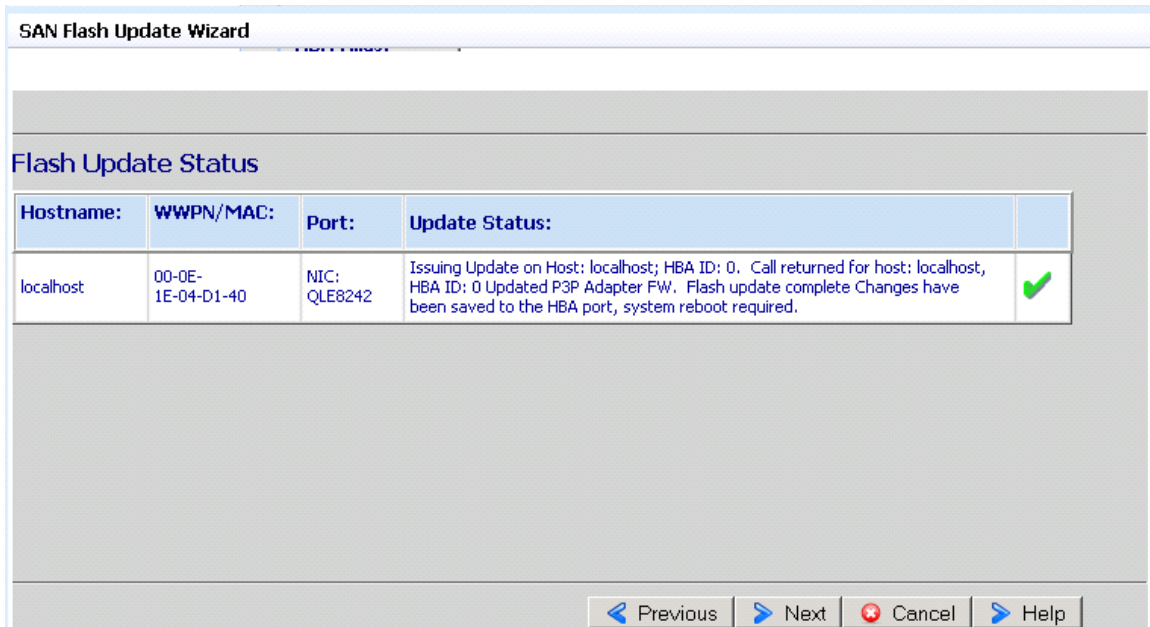 SAN Flash Update Wizard
Flash Update Status
Hostname:
WWPN/MAC:
Port:
Update Status:
localhost
00-0E-
1E-04-D1-40
NIC:
QLE8242
Issuing Update on Host: localhost; HBA ID: 0.  Call returned for host: localhost,
HBA ID: 0 Updated P3P Adapter FW.  Flash update complete Changes have
been saved to the HBA port, system reboot required.
Previous
Next
Cancel
Help